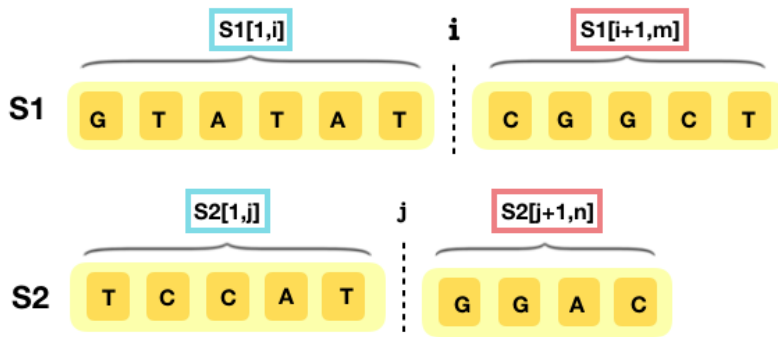 S1[1,i] i S1[i+1,m]
S1 G T A T A T C G G C T
S2[1,j] j S2[j+1,n]
S2 T C C A T G G A C